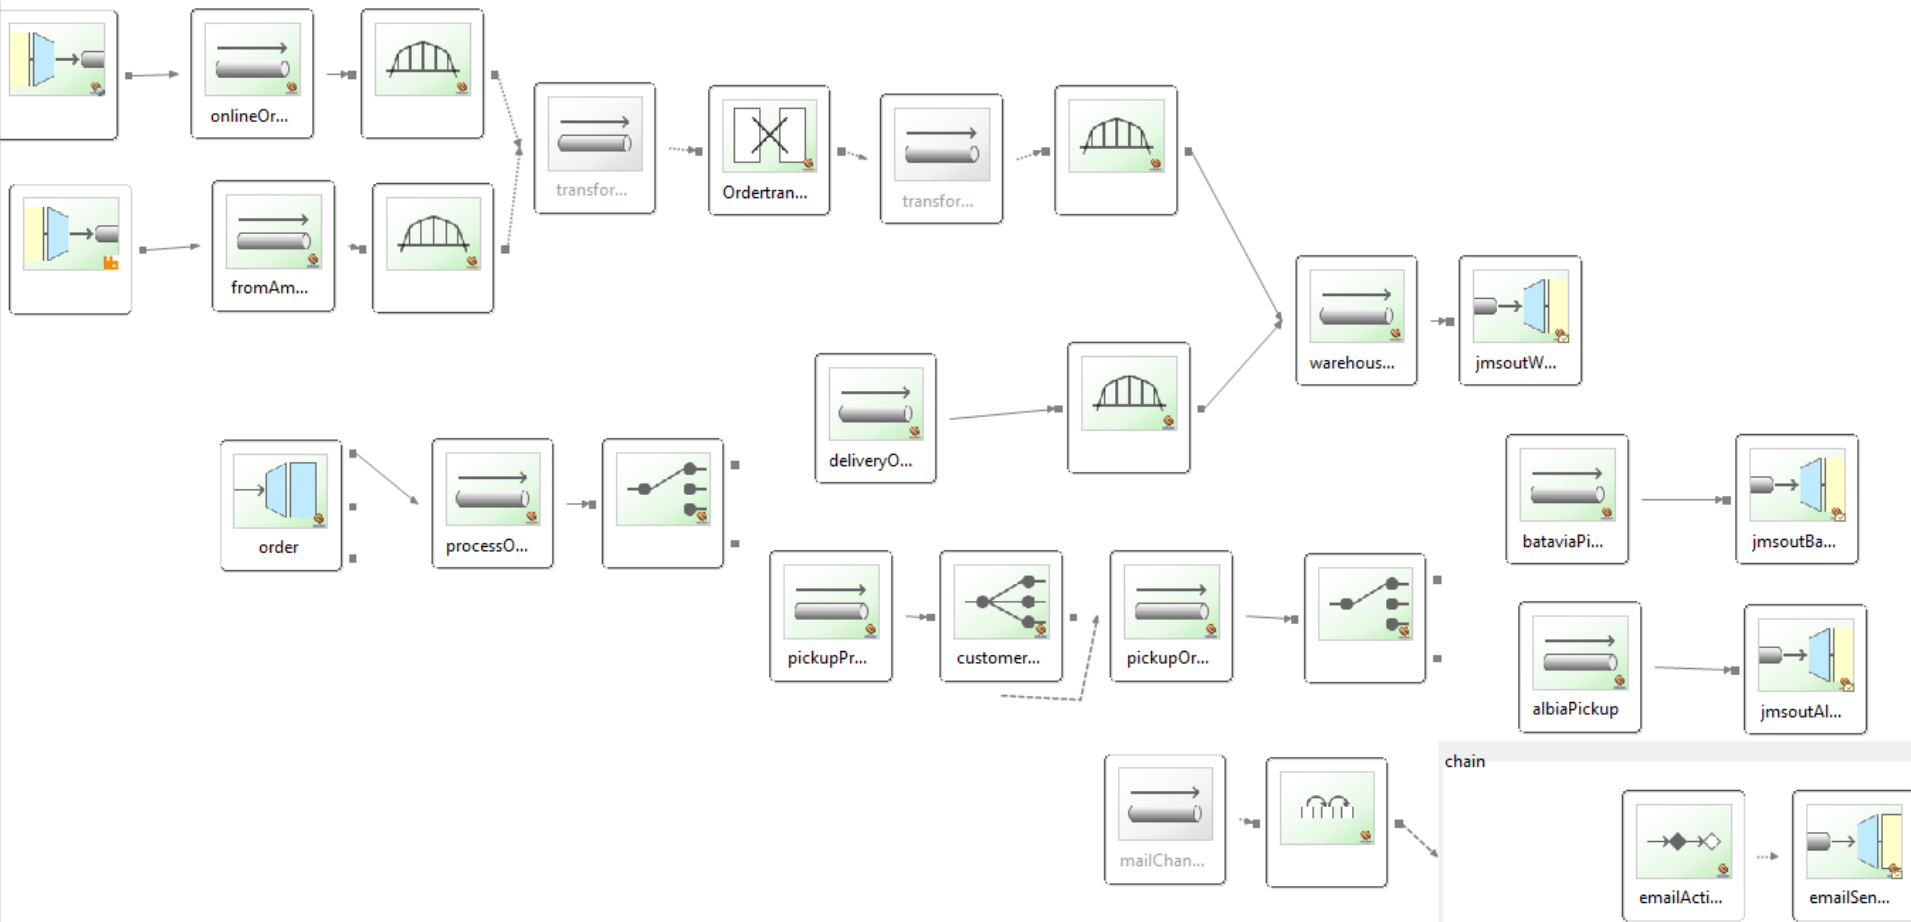 onlineOr...
transfor...
Ordertran...
transfor...
fromAm...
warehous...
jmsoutW...
deliveryO...
order
processO...
bataviaPi...
jmsoutBa...
pickupPr...
customer...
pickupOr...
albiaPickup
jmsoutAl...
chain
mailChan...
emailActi...
emailSen...